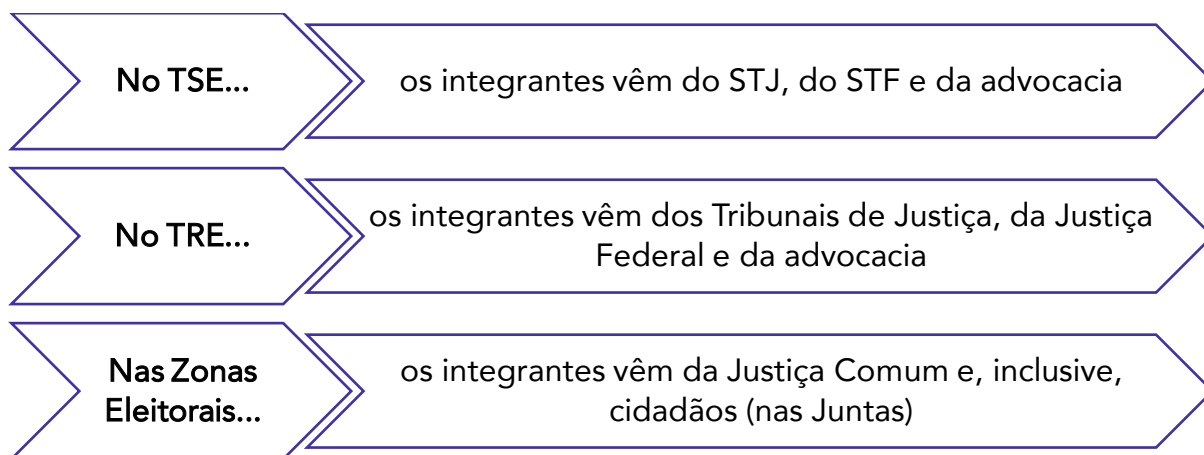 No TSE...
os integrantes vêm do STJ, do STF e da advocacia
No TRE...
os integrantes vêm dos Tribunais de Justiça, da Justiça
Federal e da advocacia
Nas Zonas
Eleitorais...
os integrantes vêm da Justiça Comum e, inclusive,
cidadãos (nas Juntas)